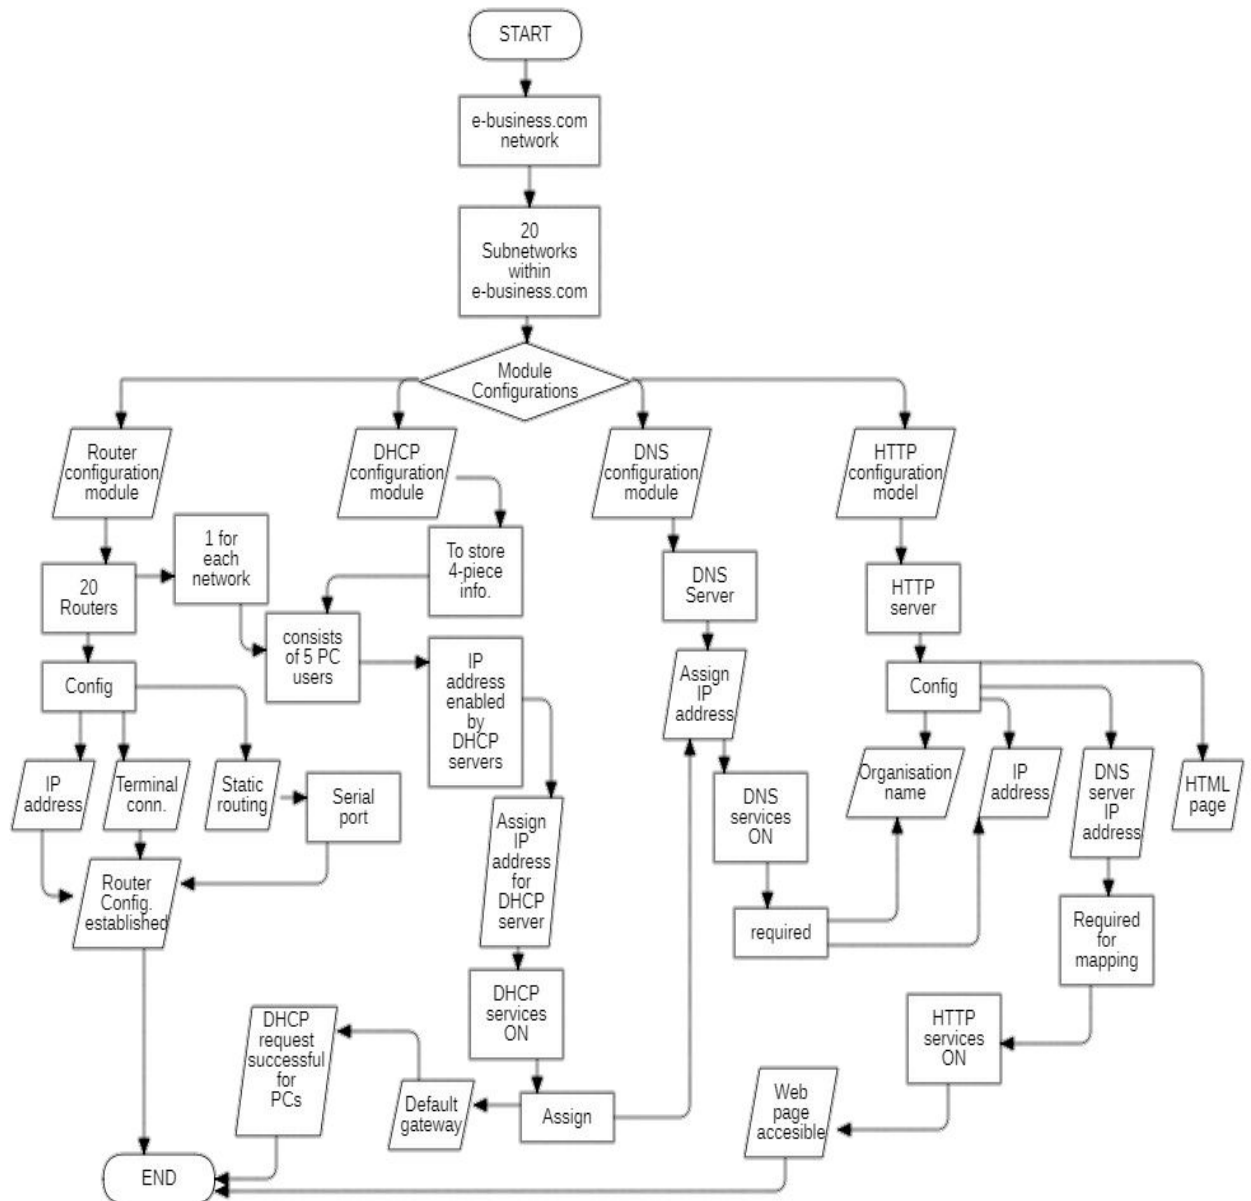 START
e-business.com
network
20
Subnetworks
within
e-business.com
Module
Configurations
Router
configuration
module
DHCP
configuration
module
DNS
configuration
module
HTTP
configuration
model
20
Routers
1 for
each
network
To store
4-piece
info.
DNS
Server
HTTP
server
consists
of 5 PC
users
Config
IP
address
enabled
by
DHCP
servers
Assign
IP
address
Config
IP
address
Terminal
conn.
Static
routing
Serial
port
Assign
IP
address
for
DHCP
server
DNS
services
ON
Organisation
name
IP
address
DNS
server
IP
address
HTML
page
Router
Config.
established
required
Required
for
mapping
DHCP
services
ON
HTTP
services
ON
DHCP
request
successful
for
PCs
Default
gateway
Assign
Web
page
accesible
END